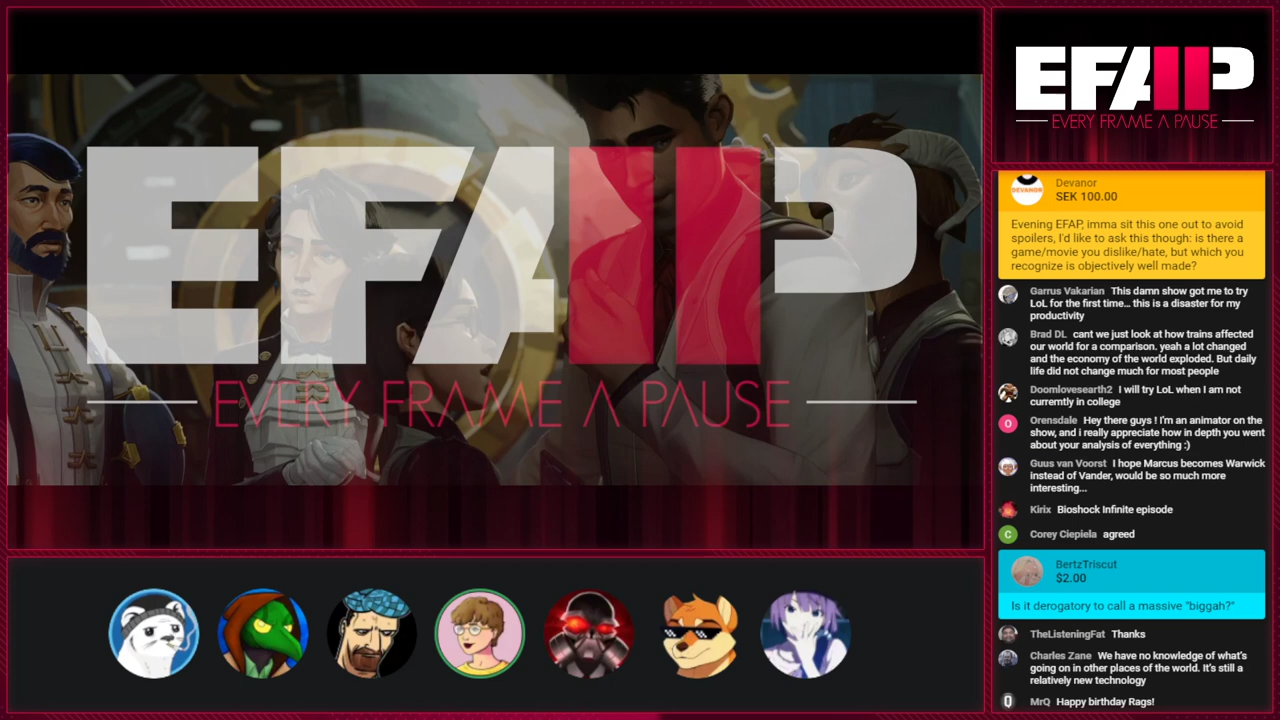 EFAP
EVERY FRAME A PAUSE
EFAP
EVERY FRAME A PAUSE
DEVANOR
Devanor
SEK 100.00
Evening EFAP, imma sit this one out to avoid
spoilers, I'd like to ask this though: is there a
game/movie you dislike/hate, but which you
recognize is objectively well made?
Garrus Vakarian This damn show got me to try
LoL for the first time... this is a disaster for my
productivity
Brad DL cant we just look at how trains affected
our world for a comparison. yeah a lot changed
and the economy of the world exploded. But daily
life did not change much for most people
Doomlovesearth2 I will try LoL when I am not
curremtly in college
O
Orensdale Hey there guys ! I'm an animator on the
show, and i really appreciate how in depth you went
about your analysis of everything :)
Guus van Voorst I hope Marcus becomes Warwick
instead of Vander, would be so much more
interesting...
Kirix Bioshock Infinite episode
C
Corey Ciepiela agreed
BertzTriscut
$2.00
Is it derogatory to call a massive "biggah?"
TheListeningFat Thanks
Charles Zane We have no knowledge of what's
going on in other places of the world. It's still a
relatively new technology
Q
MrQ Happy birthday Rags!